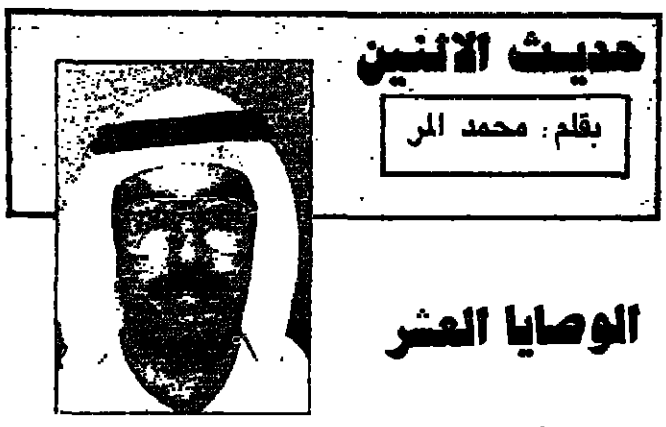 حديث الاثنين
بقلم : محمد المر
الوصايا العشر